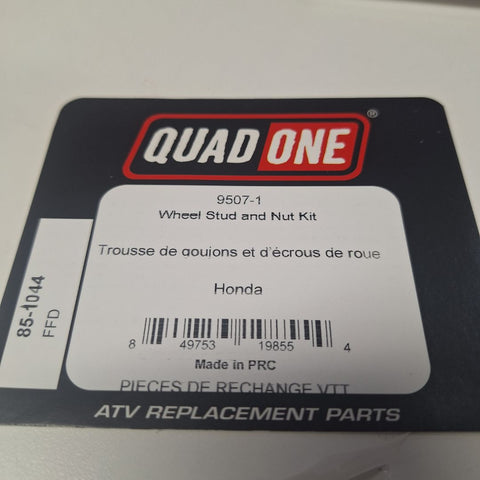 QUAD ONE®
9507-1
Wheel Stud and Nut Kit
Trousse de goujons et d'écrous de roue
Honda
8 49753 19855 4
Made in PRC
PIECES DE RECHANGE VTT
ATV REPLACEMENT PARTS
85-1044
FFD